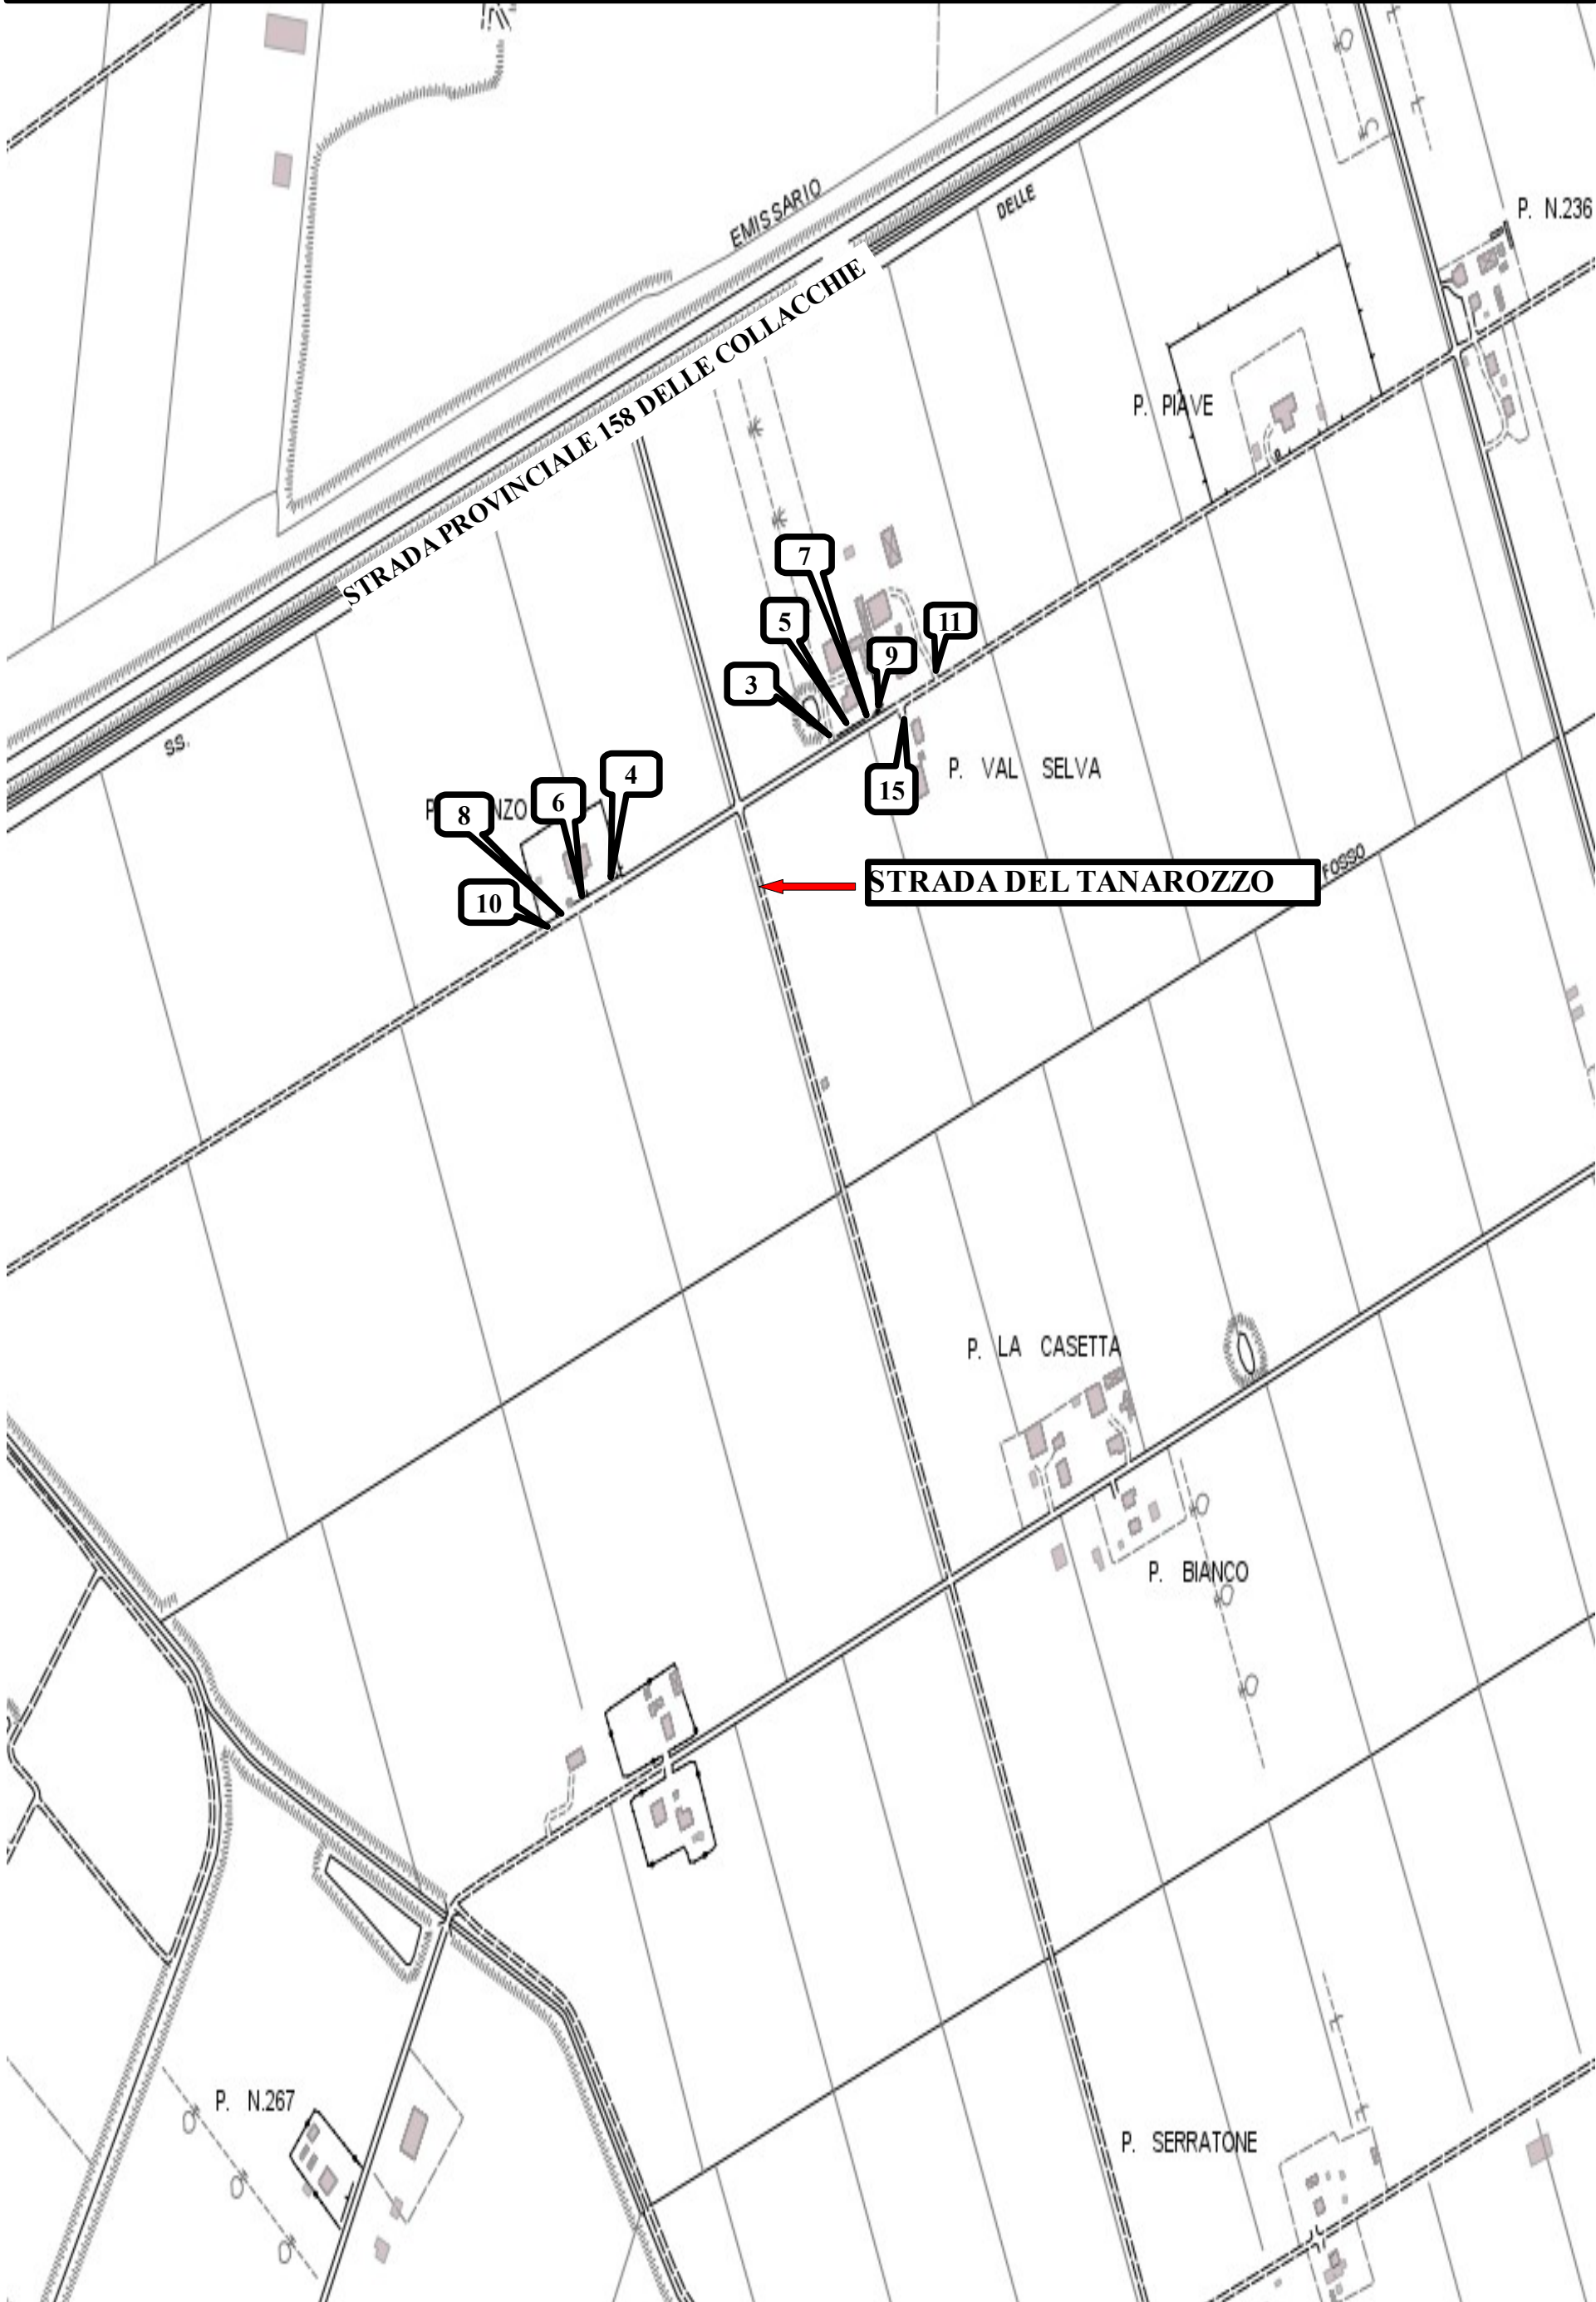 P. N.236
EMISSARIO
DELLE
STRADA PROVINCIALE 158 DELLE COLLACCHIE
P. PIAVE
7
5
11
9
3
SS.
4
6
8
P. VAL SELVA
15
P.
NZO
10
STRADA DEL TANAROZZO
FOSSO
P. LA CASETTA
P. BIANCO
P. N.267
P. SERRATONE